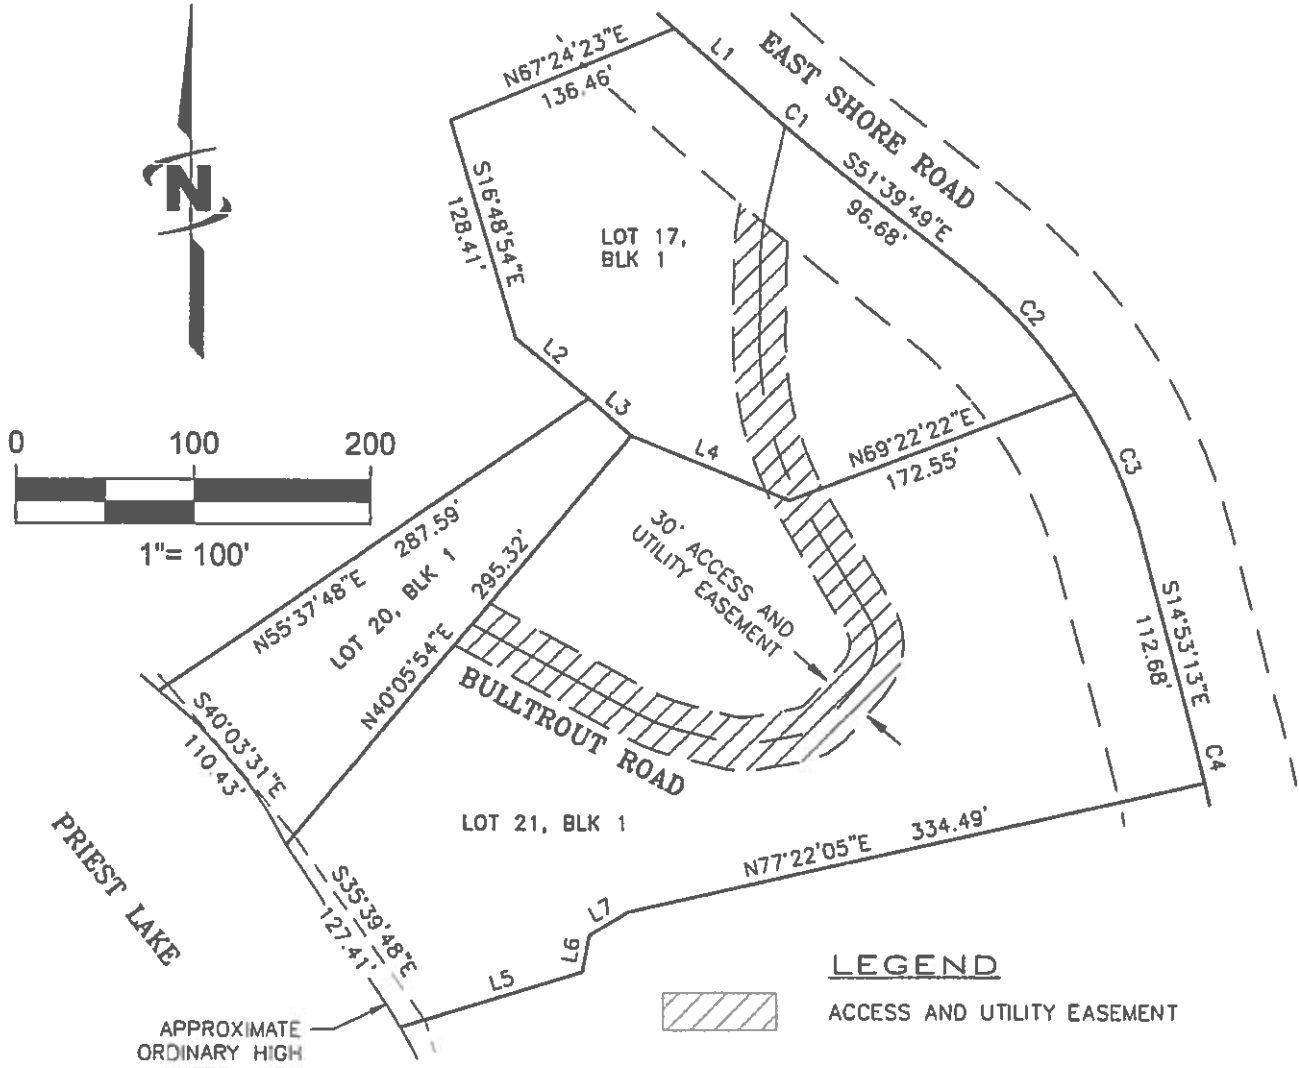 N67°24'23"E
136.46'
L1
C1
EAST SHORE ROAD
S51°39'49"E
96.68'
N
S16°48'54"E
128.41'
LOT 17,
BLK 1
C2
L2
L3
L4
N69°22'22"E
172.55'
C3
0 100 200
1"= 100'
N55°37'48"E 287.59'
LOT 20, BLK 1
N40°05'54"E 295.32'
30' ACCESS AND
UTILITY EASEMENT
S14°53'13"E
112.68'
S40°03'31"E
110.43'
BULLTROUT ROAD
C4
LOT 21, BLK 1
N77°22'05"E 334.49'
PRIEST LAKE
S35°39'48"E
127.41'
L7
L6
L5
LEGEND
ACCESS AND UTILITY EASEMENT
APPROXIMATE
ORDINARY HIGH